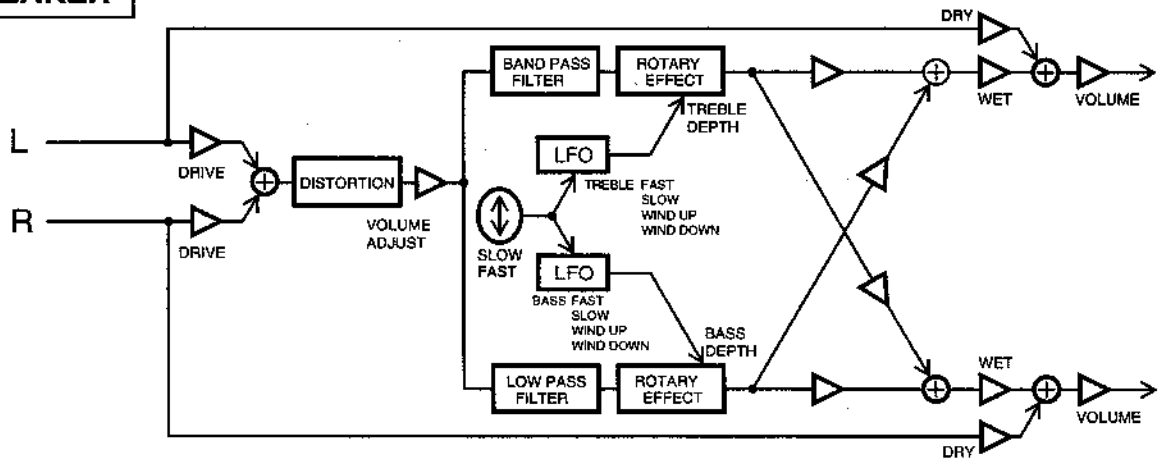 DRY
BAND PASS
FILTER
ROTARY
EFFECT
WET
VOLUME
TREBLE
DEPTH
L
DRIVE
LFO
DISTORTION
TREBLE FAST
SLOW
WIND UP
WIND DOWN
R
DRIVE
VOLUME
ADJUST
SLOW
FAST
LFO
BASS FAST
SLOW
WIND UP
WIND DOWN
BASS
DEPTH
LOW PASS
FILTER
ROTARY
EFFECT
WET
VOLUME
DRY